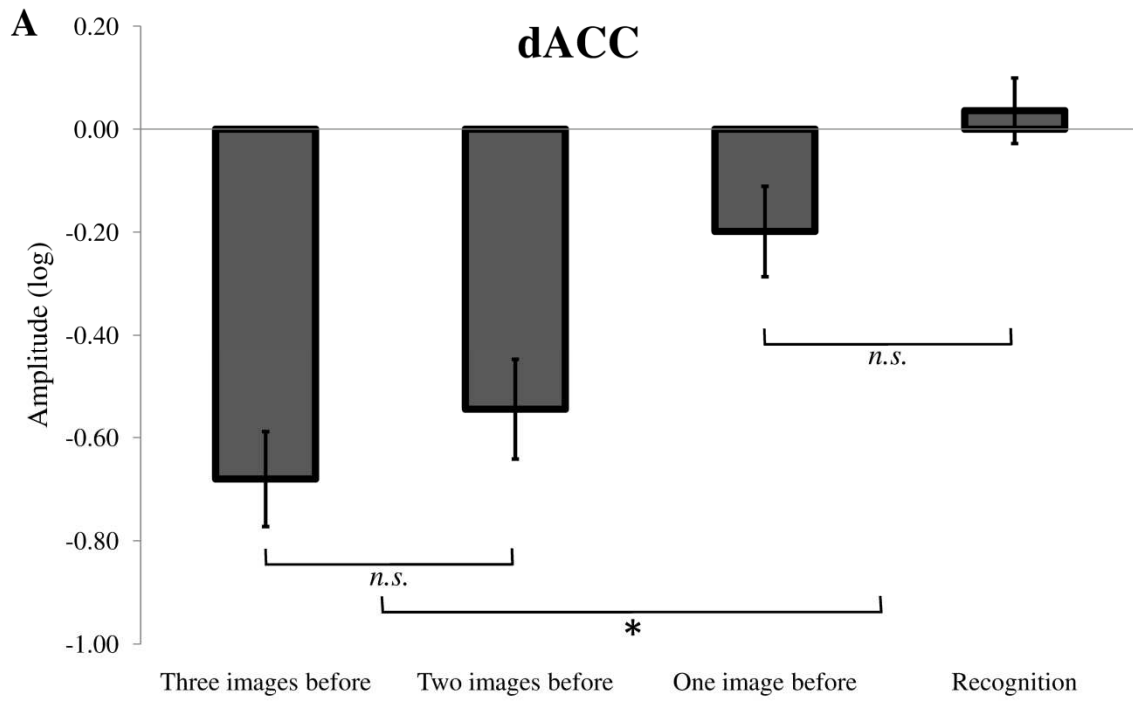 A
dACC
0.20
0.00
-0.20
-0.40
-0.60
-0.80
-1.00
Amplitude (log)
n.s.
n.s.
*
Three images before Two images before One image before Recognition